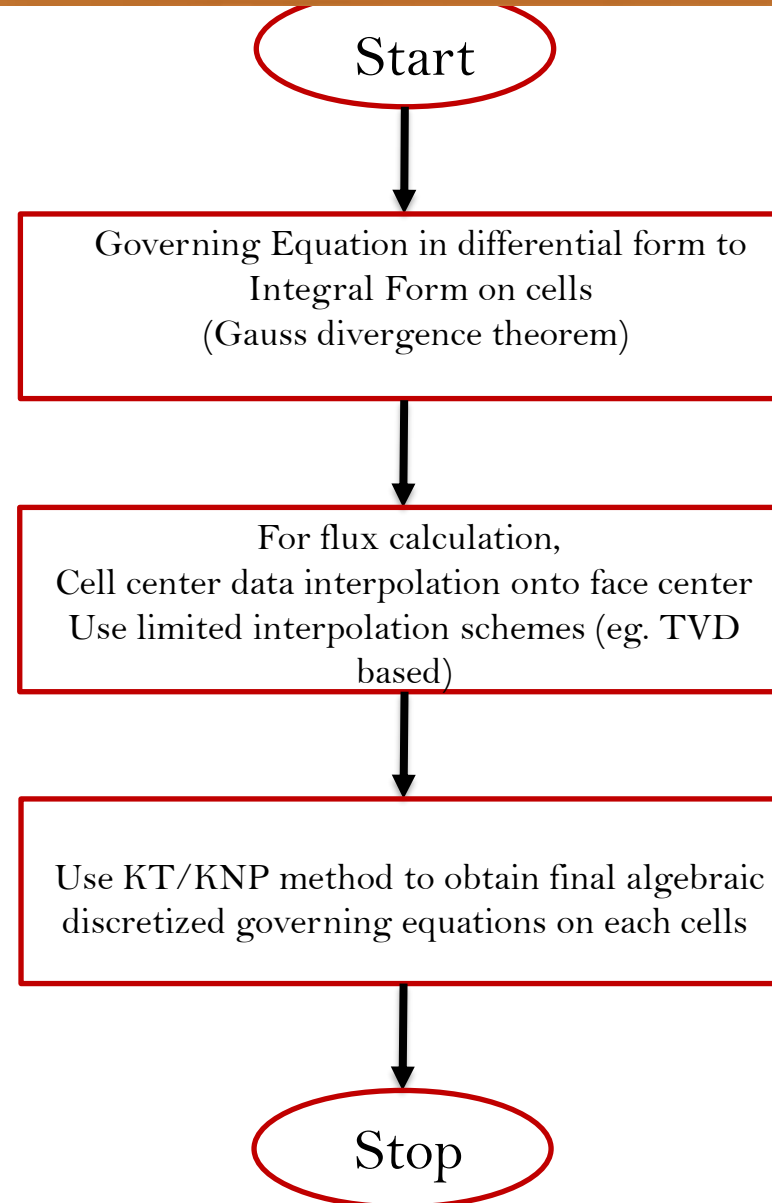 Start
Governing Equation in differential form to
Integral Form on cells
(Gauss divergence theorem)
For flux calculation,
Cell center data interpolation onto face center
Use limited interpolation schemes (eg. TVD
based)
Use KT/KNP method to obtain final algebraic
discretized governing equations on each cells
Stop